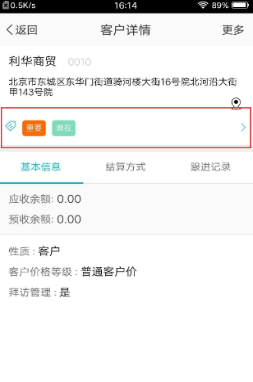 0.5K/s 16:14 89%
返回 客户详情 更多
利华商贸 0010
北京市东城区东华门街道骑河楼大街16号院北河沿大街
甲143号院
重要 潜在
基本信息 结算方式 跟进记录
应收余额: 0.00
预收余额: 0.00
性质 : 客户
客户价格等级 : 普通客户价
拜访管理 : 是